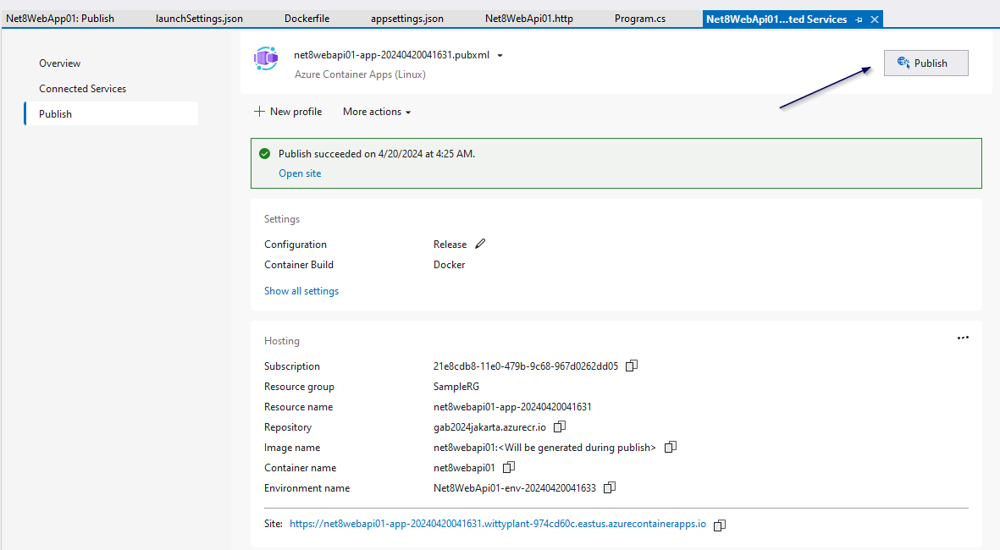 Net8WebApp01: Publish launchSettings.json Dockerfile appsettings.json Net8WebApi01.http Program.cs Net8WebApi01...ted Services
Overview
Connected Services
Publish
net8webapi01-app-20240420041631.pubxml
Azure Container Apps (Linux)
Publish
New profile More actions
Publish succeeded on 4/20/2024 at 4:25 AM.
Open site
Settings
Configuration Release
Container Build Docker
Show all settings
Hosting
Subscription 21e8cdb8-11e0-479b-9c68-967d0262dd05
Resource group SampleRG
Resource name net8webapi01-app-20240420041631
Repository gab2024jakarta.azurecr.io
Image name net8webapi01:<Will be generated during publish>
Container name net8webapi01
Environment name Net8WebApi01-env-20240420041633
Site: https://net8webapi01-app-20240420041631.wittyplant-974cd60c.eastus.azurecontainerapps.io